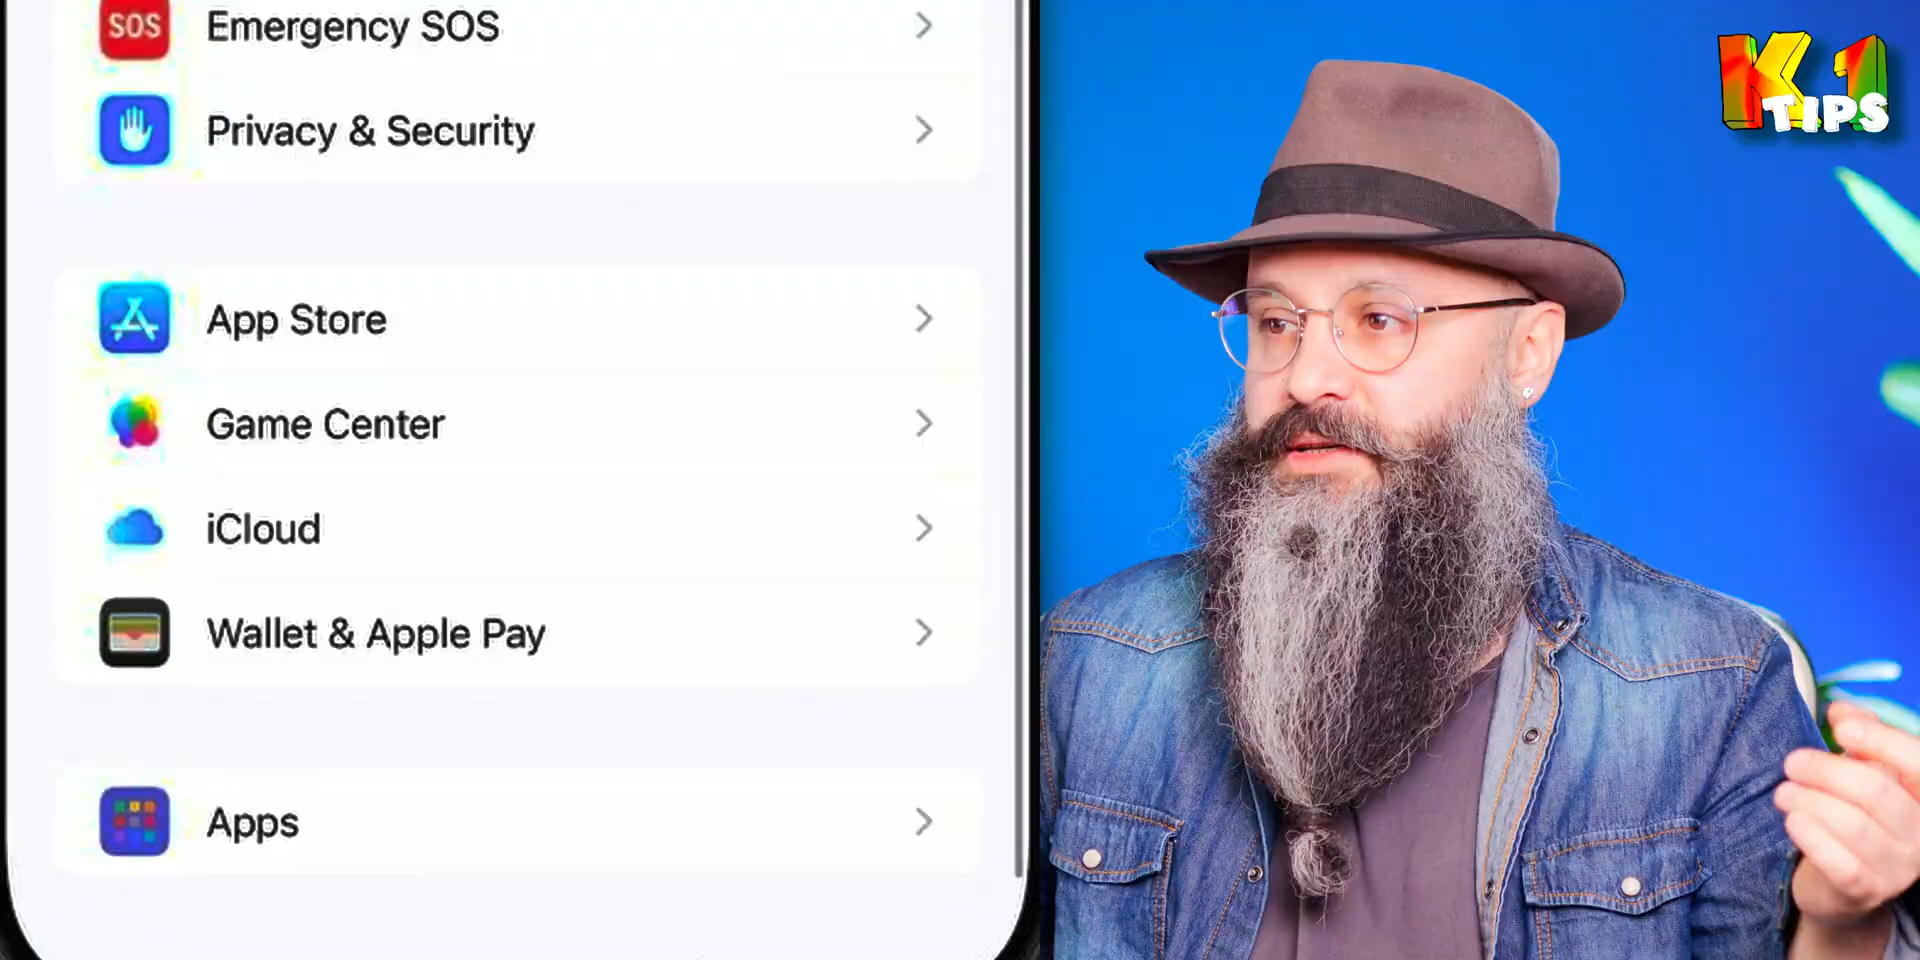 SOS Emergency SOS
Privacy & Security
App Store
Game Center
iCloud
Wallet & Apple Pay
Apps
K1
TIPS